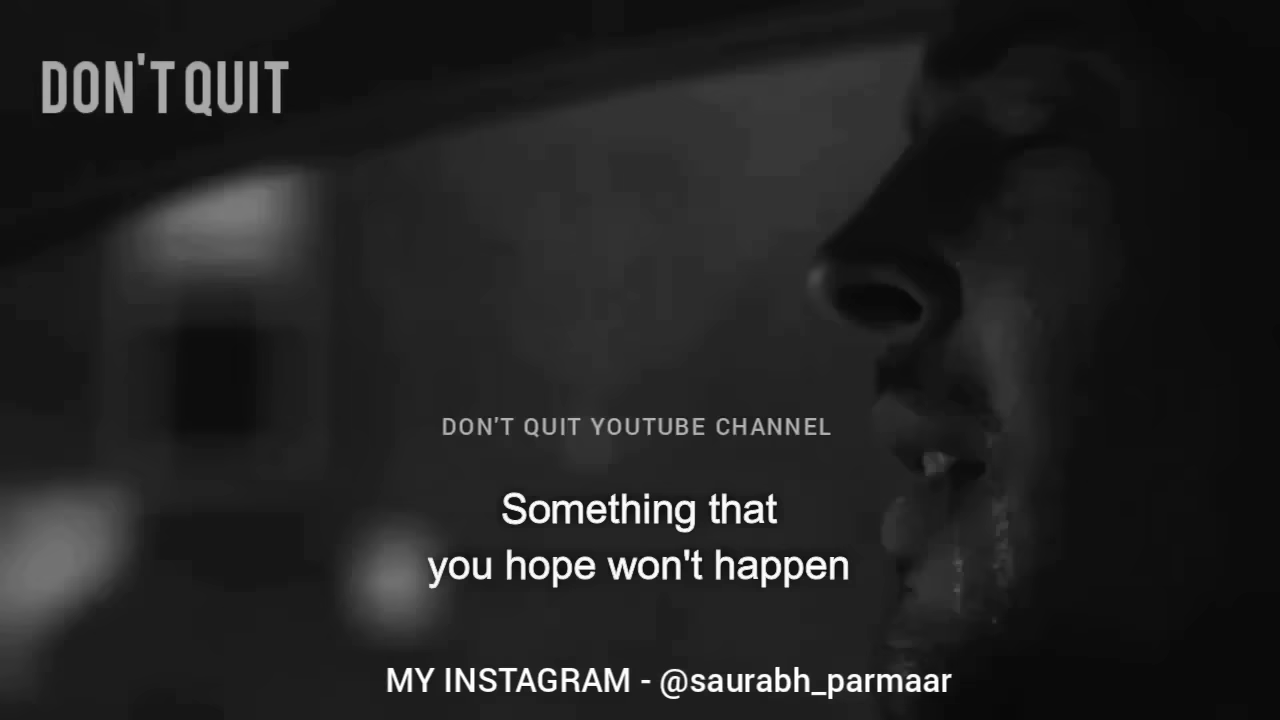 DON'T QUIT
DON'T QUIT YOUTUBE CHANNEL
Something that
you hope won't happen
MY INSTAGRAM - @saurabh_parmaar